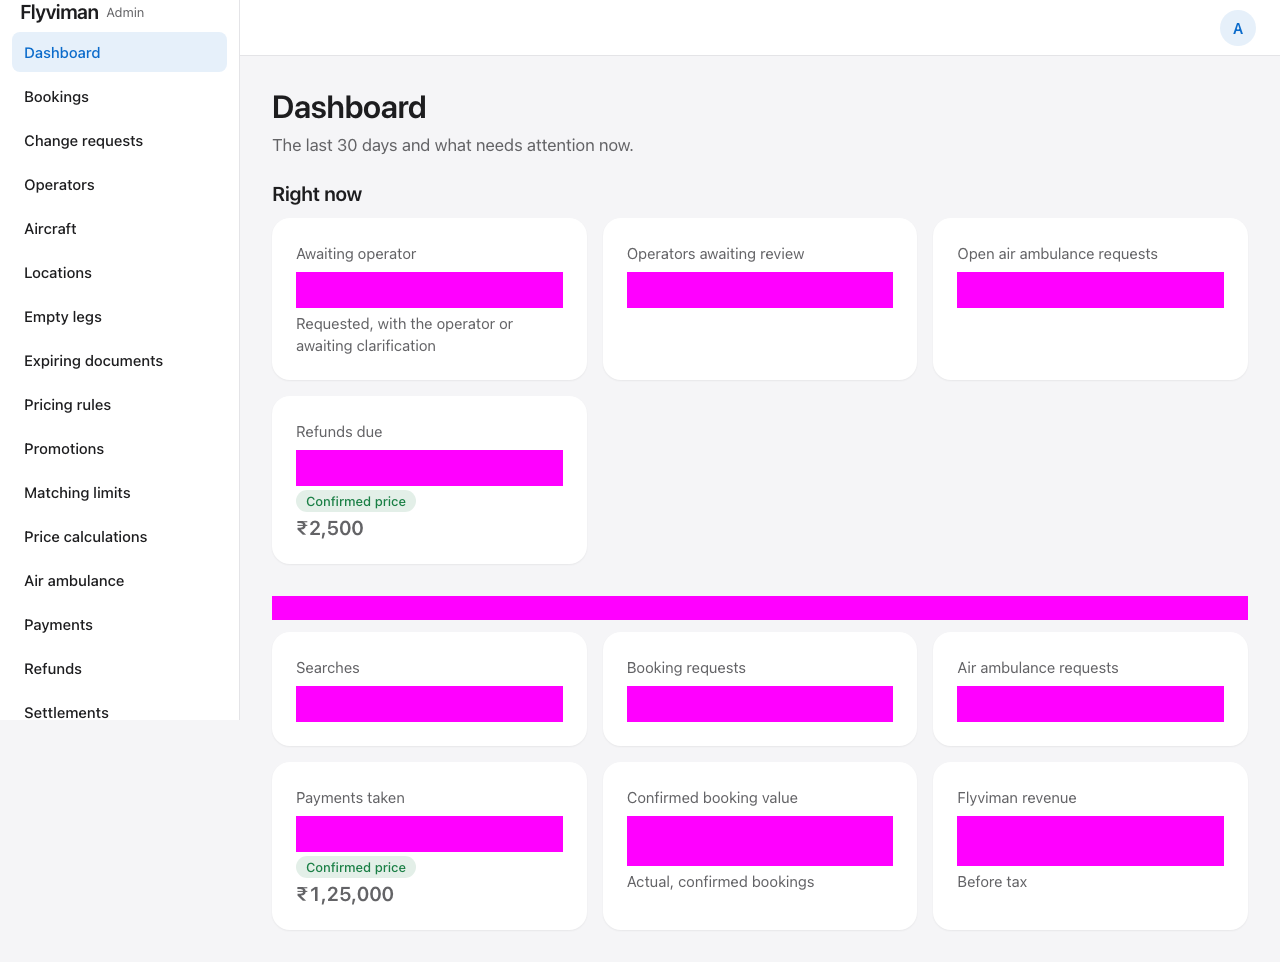 Flyviman Admin
Dashboard
Bookings
Change requests
Operators
Aircraft
Locations
Empty legs
Expiring documents
Pricing rules
Promotions
Matching limits
Price calculations
Air ambulance
Payments
Refunds
Settlements
A
Dashboard
The last 30 days and what needs attention now.
Right now
Awaiting operator
Requested, with the operator or
awaiting clarification
Operators awaiting review
Open air ambulance requests
Refunds due
Confirmed price
₹2,500
Searches
Booking requests
Air ambulance requests
Payments taken
Confirmed price
₹1,25,000
Confirmed booking value
Actual, confirmed bookings
Flyviman revenue
Before tax